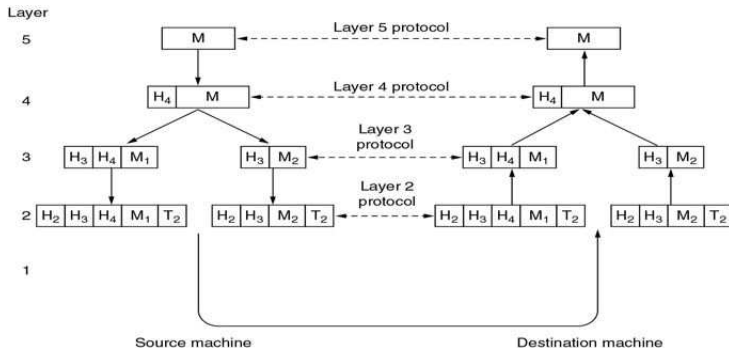 Layer
5 M Layer 5 protocol M
4 H₄ M Layer 4 protocol H₄ M
Layer 3
protocol
3 H₃ H₄ M₁ H₃ M₂ H₃ H₄ M₁ H₃ M₂
Layer 2
protocol
2 H₂ H₃ H₄ M₁ T₂ H₂ H₃ M₂ T₂ H₂ H₃ H₄ M₁ T₂ H₂ H₃ M₂ T₂
1
Source machine Destination machine